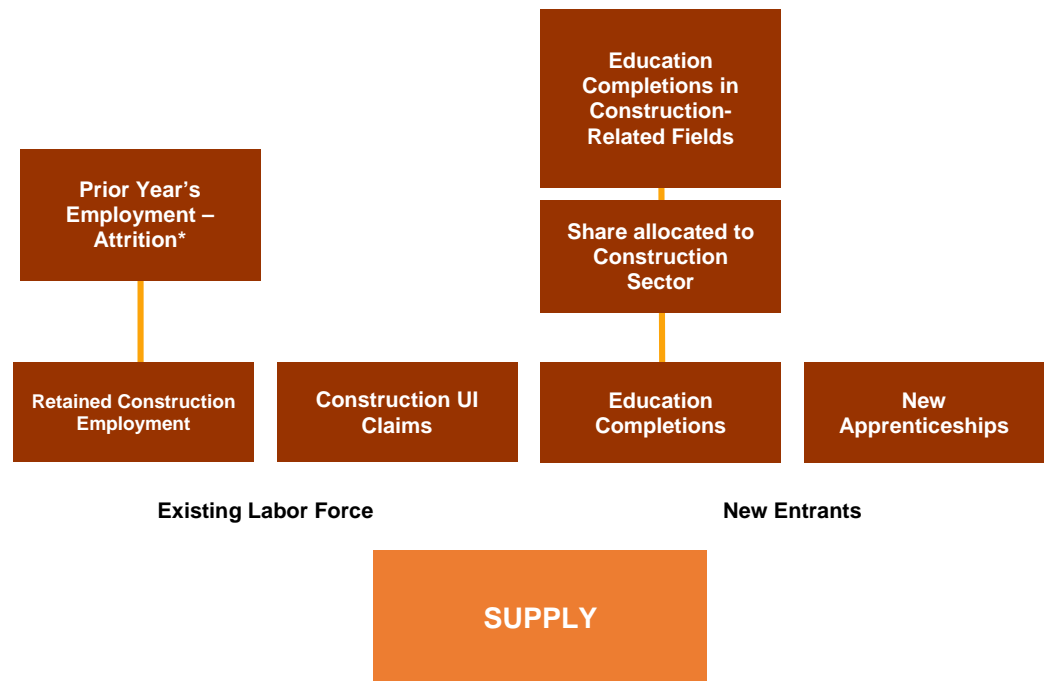 Education
Completions in
Construction-
Related Fields
Prior Year’s
Employment –
Attrition*
Share allocated to
Construction
Sector
Retained Construction
Employment
Construction UI
Claims
Education
Completions
New
Apprenticeships
Existing Labor Force
New Entrants
SUPPLY